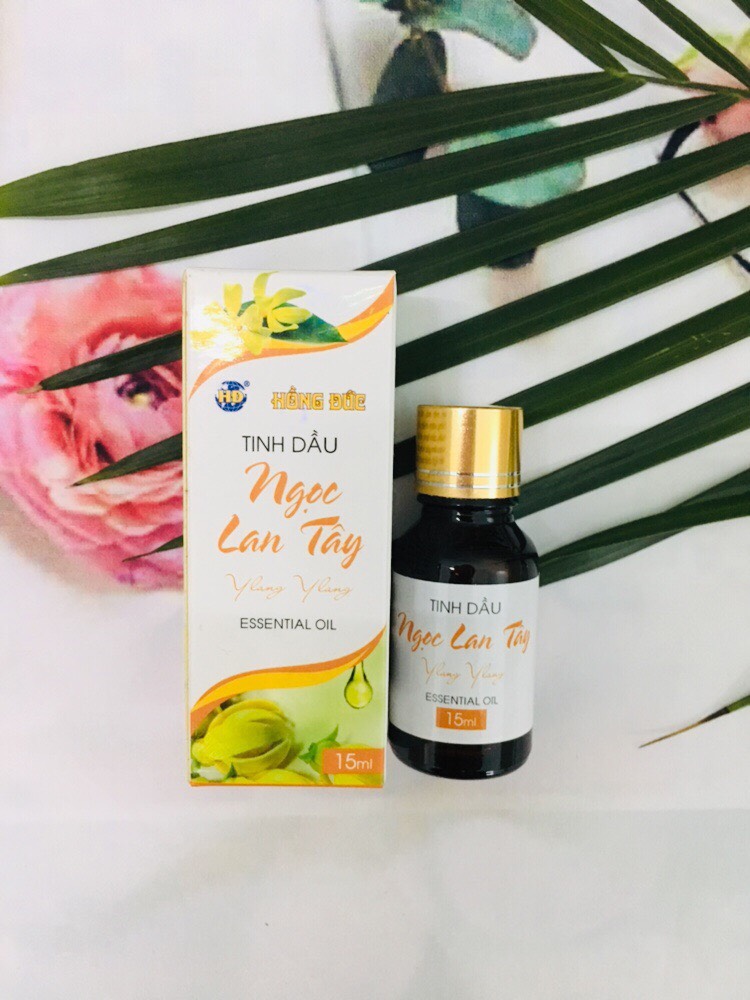 HD®
HỒNG ĐỨC
TINH DẦU
Ngọc
Lan Tây
Ylang Ylang
ESSENTIAL OIL
15ml
TINH DẦU
Ngọc Lan Tây
Ylang Ylang
ESSENTIAL OIL
15ml